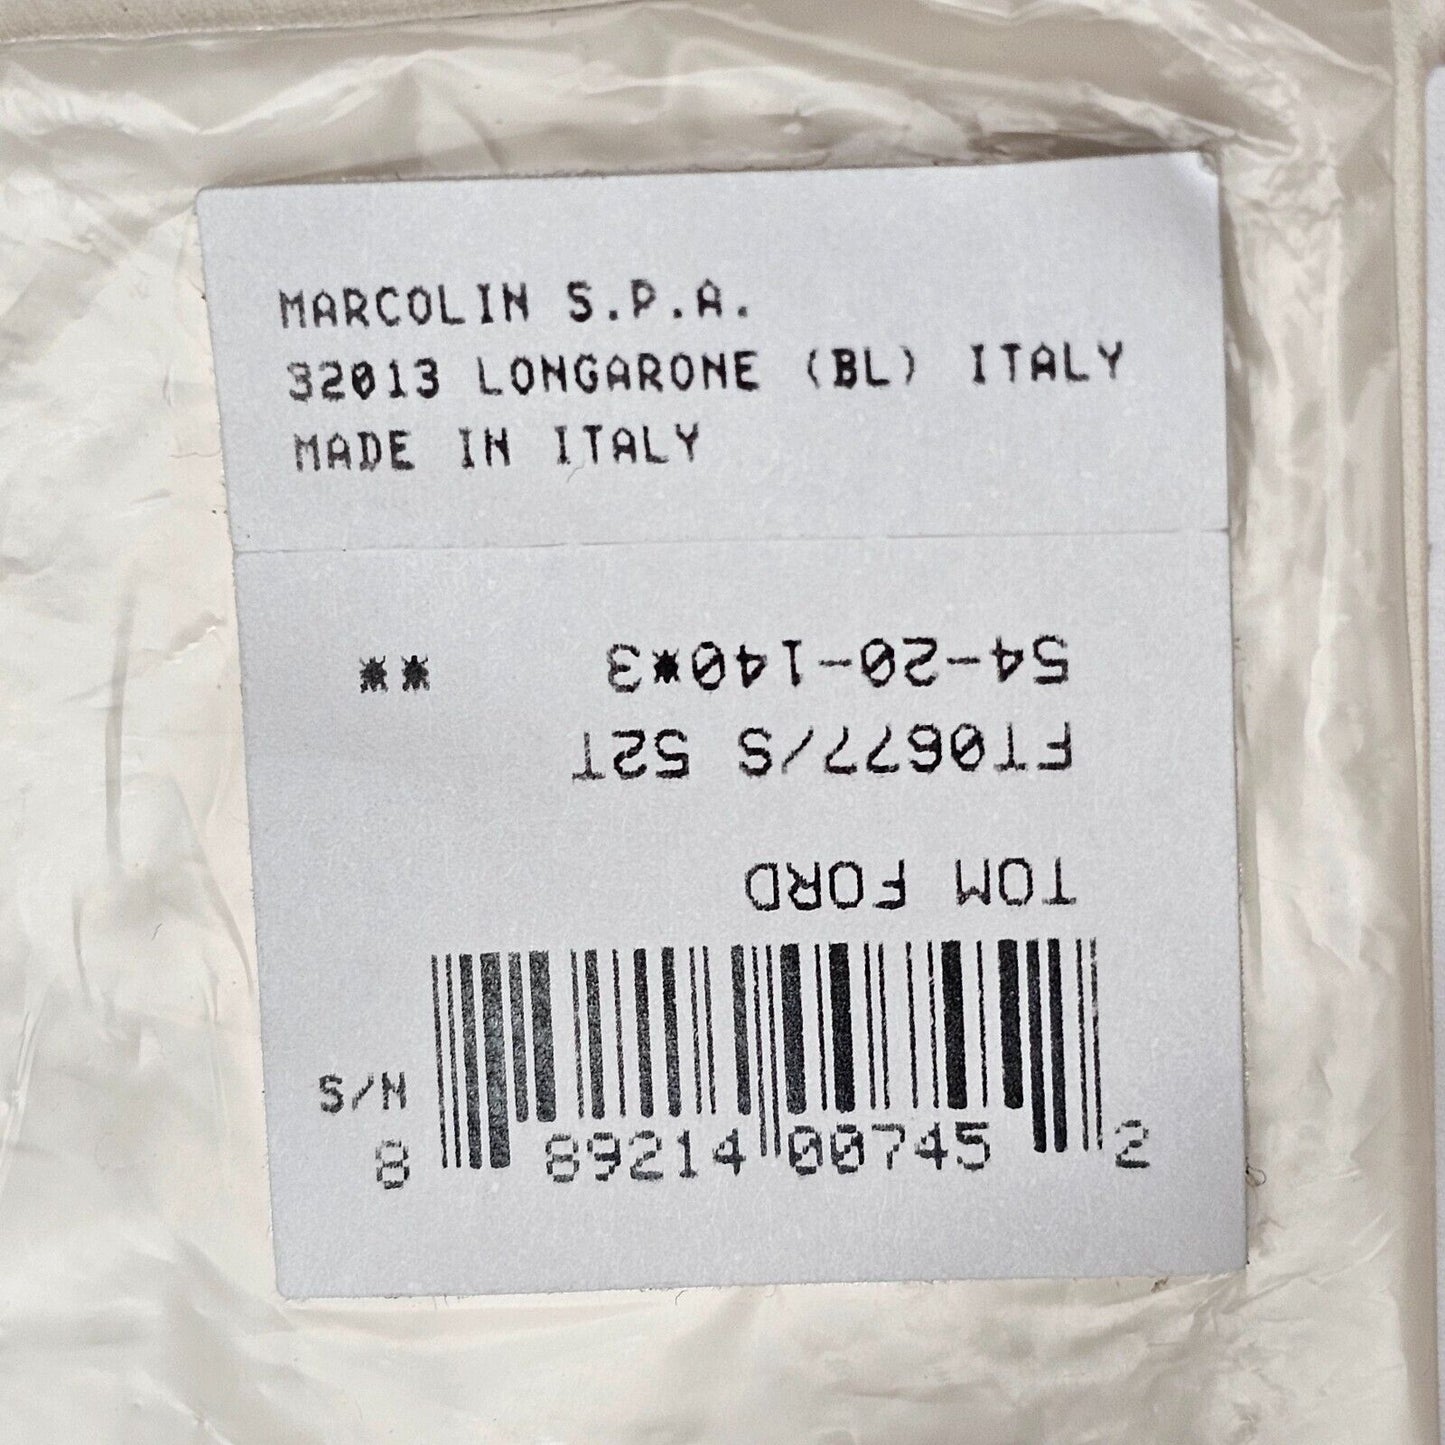 MARCOLIN S.P.A.
32013 LONGARONE (BL) ITALY
MADE IN ITALY
54-20-140*3 **
FT0677/S 52T
TOM FORD
S/N
8 89214 00745 2